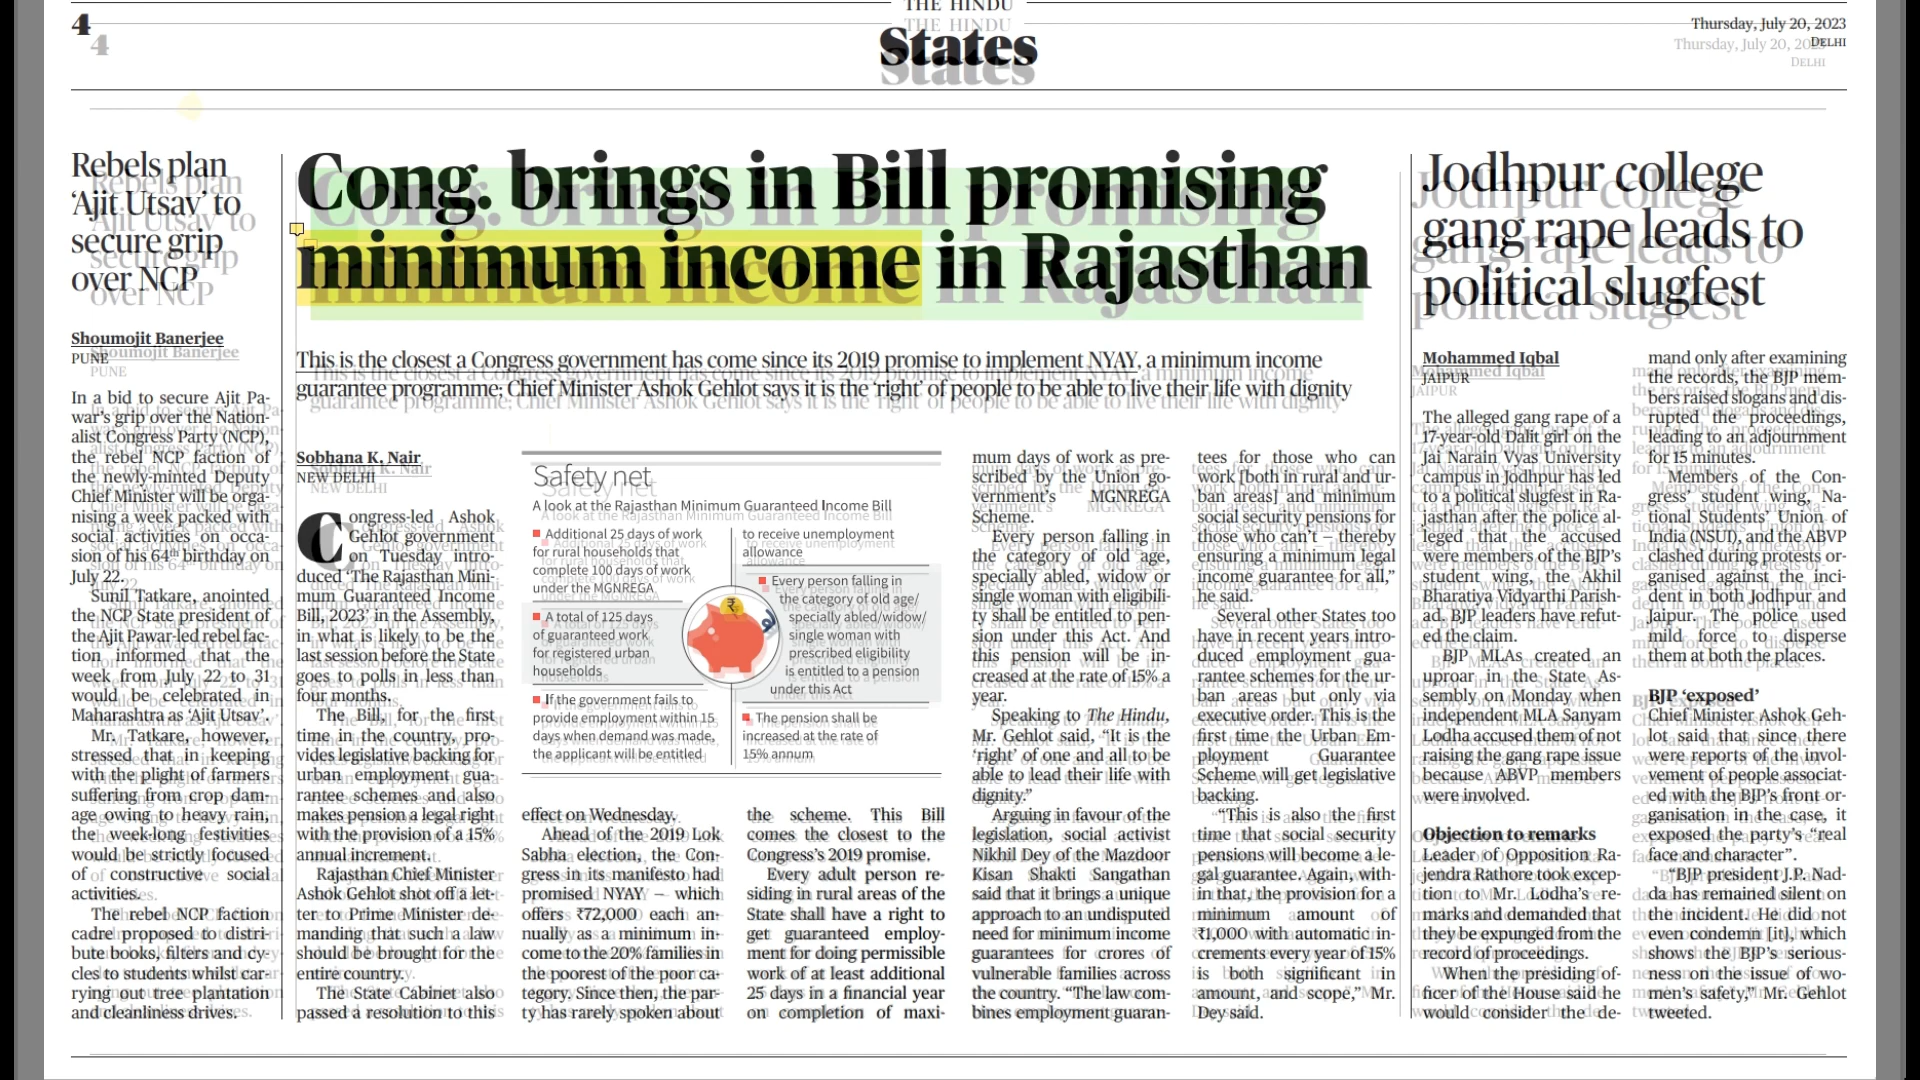 THE HINDU
4
States
Thursday, July 20, 2023
DELHI
Rebels plan
‘Ajit Utsav’ to
secure grip
over NCP
Shoumojit Banerjee
PUNE
In a bid to secure Ajit Pa-
war’s grip over the Nation-
alist Congress Party (NCP),
the rebel NCP faction of
the newly-minted Deputy
Chief Minister will be orga-
nising a week packed with
social activities on occa-
sion of his 64th birthday on
July 22.
Sunil Tatkare, anointed
the NCP State president of
the Ajit Pawar-led rebel fac-
tion informed that the
week from July 22 to 31
would be celebrated in
Maharashtra as ‘Ajit Utsav’.
Mr. Tatkare, however,
stressed that in keeping
with the plight of farmers
suffering from crop dam-
age owing to heavy rain,
the week-long festivities
would be strictly focused
of constructive social
activities.
The rebel NCP faction
cadre proposed to distri-
bute books, filters and cy-
cles to students whilst car-
rying out tree plantation
and cleanliness drives.
Cong. brings in Bill promising
minimum income in Rajasthan
This is the closest a Congress government has come since its 2019 promise to implement NYAY, a minimum income
guarantee programme; Chief Minister Ashok Gehlot says it is the ‘right’ of people to be able to live their life with dignity
Sobhana K. Nair
NEW DELHI
Congress-led Ashok
Gehlot government
on Tuesday intro-
duced ‘The Rajasthan Mini-
mum Guaranteed Income
Bill, 2023’ in the Assembly,
in what is likely to be the
last session before the State
goes to polls in less than
four months.
The Bill, for the first
time in the country, pro-
vides legislative backing for
urban employment gua-
rantee schemes and also
makes pension a legal right
with the provision of a 15%
annual increment.
Rajasthan Chief Minister
Ashok Gehlot shot off a let-
ter to Prime Minister de-
manding that such a law
should be brought for the
entire country.
The State Cabinet also
passed a resolution to this
Safety net
A look at the Rajasthan Minimum Guaranteed Income Bill
Additional 25 days of work
for rural households that
complete 100 days of work
under the MGNREGA
A total of 125 days
of guaranteed work
for registered urban
households
If the government fails to
provide employment within 15
days when demand was made,
the applicant will be entitled
to receive unemployment
allowance
Every person falling in
the category of old age/
specially abled/widow/
single woman with
prescribed eligibility
is entitled to a pension
under this Act
The pension shall be
increased at the rate of
15% annum
effect on Wednesday.
Ahead of the 2019 Lok
Sabha election, the Con-
gress in its manifesto had
promised NYAY – which
offers ₹72,000 each an-
nually as a minimum in-
come to the 20% families in
the poorest of the poor ca-
tegory. Since then, the par-
ty has rarely spoken about
the scheme. This Bill
comes the closest to the
Congress’s 2019 promise.
Every adult person re-
siding in rural areas of the
State shall have a right to
get guaranteed employ-
ment for doing permissible
work of at least additional
25 days in a financial year
on completion of maxi-
mum days of work as pre-
scribed by the Union go-
vernment’s MGNREGA
Scheme.
Every person falling in
the category of old age,
specially abled, widow or
single woman with eligibili-
ty shall be entitled to pen-
sion under this Act. And
this pension will be in-
creased at the rate of 15% a
year.
Speaking to The Hindu,
Mr. Gehlot said, “It is the
‘right’ of one and all to be
able to lead their life with
dignity.”
Arguing in favour of the
legislation, social activist
Nikhil Dey of the Mazdoor
Kisan Shakti Sangathan
said that it brings a unique
approach to an undisputed
need for minimum income
guarantees for crores of
vulnerable families across
the country. “The law com-
bines employment guaran-
tees for those who can
work [both in rural and ur-
ban areas] and minimum
social security pensions for
those who can’t – thereby
ensuring a minimum legal
income guarantee for all,”
he said.
Several other States too
have in recent years intro-
duced employment gua-
rantee schemes for the ur-
ban areas but only via
executive order. This is the
first time the Urban Em-
ployment Guarantee
Scheme will get legislative
backing.
“This is also the first
time that social security
pensions will become a le-
gal guarantee. Again, with-
in that, the provision for a
minimum amount of
₹1,000 with automatic in-
crements every year of 15%
is both significant in
amount, and scope,” Mr.
Dey said.
Jodhpur college
gang rape leads to
political slugfest
Mohammed Iqbal
JAIPUR
The alleged gang rape of a
17-year-old Dalit girl on the
Jai Narain Vyas University
campus in Jodhpur has led
to a political slugfest in Ra-
jasthan after the police al-
leged that the accused
were members of the BJP’s
student wing, the Akhil
Bharatiya Vidyarthi Parish-
ad. BJP leaders have refut-
ed the claim.
BJP MLAs created an
uproar in the State As-
sembly on Monday when
independent MLA Sanyam
Lodha accused them of not
raising the gang rape issue
because ABVP members
were involved.
Objection to remarks
Leader of Opposition Ra-
jendra Rathore took excep-
tion to Mr. Lodha’s re-
marks and demanded that
they be expunged from the
record of proceedings.
When the presiding of-
ficer of the House said he
would consider the de-
mand only after examining
the records, the BJP mem-
bers raised slogans and dis-
rupted the proceedings,
leading to an adjournment
for 15 minutes.
Members of the Con-
gress’ student wing, Na-
tional Students’ Union of
India (NSUI), and the ABVP
clashed during protests or-
ganised against the inci-
dent in both Jodhpur and
Jaipur. The police used
mild force to disperse
them at both the places.
BJP ‘exposed’
Chief Minister Ashok Geh-
lot said that since there
were reports of the invol-
vement of people associat-
ed with the BJP’s front or-
ganisation in the case, it
exposed the party’s “real
face and character”.
“BJP president J.P. Nad-
da has remained silent on
the incident. He did not
even condemn [it], which
shows the BJP’s serious-
ness on the issue of wo-
men’s safety,” Mr. Gehlot
tweeted.